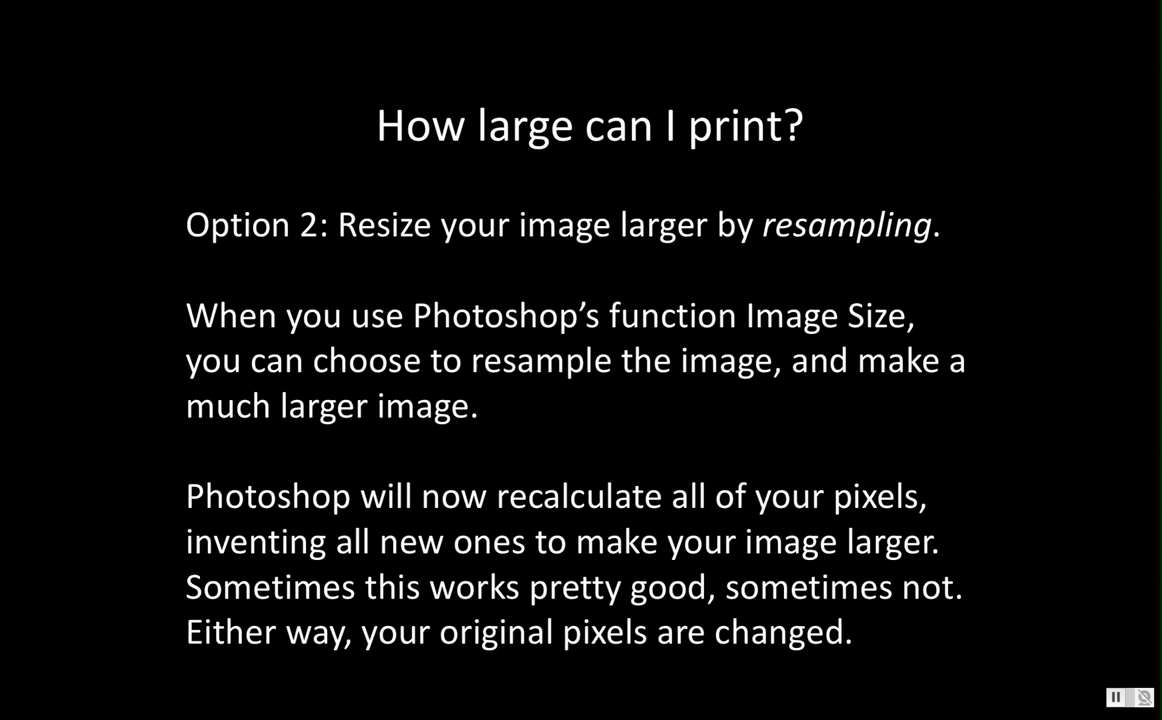 How large can I print?
Option 2: Resize your image larger by resampling.
When you use Photoshop’s function Image Size,
you can choose to resample the image, and make a
much larger image.
Photoshop will now recalculate all of your pixels,
inventing all new ones to make your image larger.
Sometimes this works pretty good, sometimes not.
Either way, your original pixels are changed.